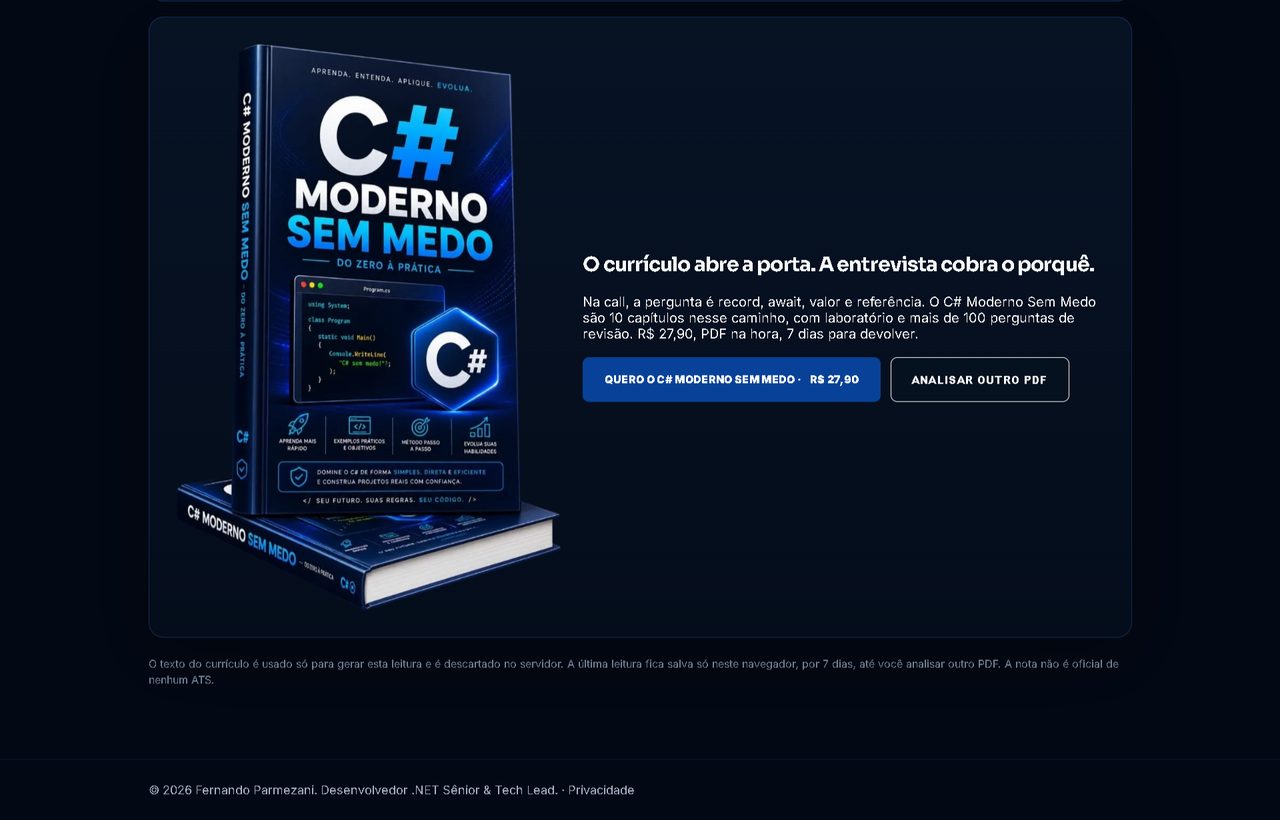 APRENDA. ENTENDA. APLIQUE. EVOLUA.
C#
MODERNO
SEM MEDO
DO ZERO À PRÁTICA
C# MODERNO SEM MEDO - DO ZERO À PRÁTICA
Program.cs
using System;
class Program
{
static void Main()
{
Console.WriteLine(
"C# sem medo!");
);
}
}
C#
APRENDA MAIS
RÁPIDO
EXEMPLOS PRÁTICOS
E OBJETIVOS
MÉTODO PASSO
A PASSO
EVOLUA SUAS
HABILIDADES
C#
DOMINE O C# DE FORMA SIMPLES, DIRETA E EFICIENTE
E CONSTRUA PROJETOS REAIS COM CONFIANÇA.
</ SEU FUTURO. SUAS REGRAS. SEU CÓDIGO. />
C# MODERNO SEM MEDO — DO ZERO À PRÁTICA
C#
O currículo abre a porta. A entrevista cobra o porquê.
Na call, a pergunta é record, await, valor e referência. O C# Moderno Sem Medo
são 10 capítulos nesse caminho, com laboratório e mais de 100 perguntas de
revisão. R$ 27,90, PDF na hora, 7 dias para devolver.
QUERO O C# MODERNO SEM MEDO · R$ 27,90
ANALISAR OUTRO PDF
O texto do currículo é usado só para gerar esta leitura e é descartado no servidor. A última leitura fica salva só neste navegador, por 7 dias, até você analisar outro PDF. A nota não é oficial de
nenhum ATS.
© 2026 Fernando Parmezani. Desenvolvedor .NET Sênior & Tech Lead. · Privacidade